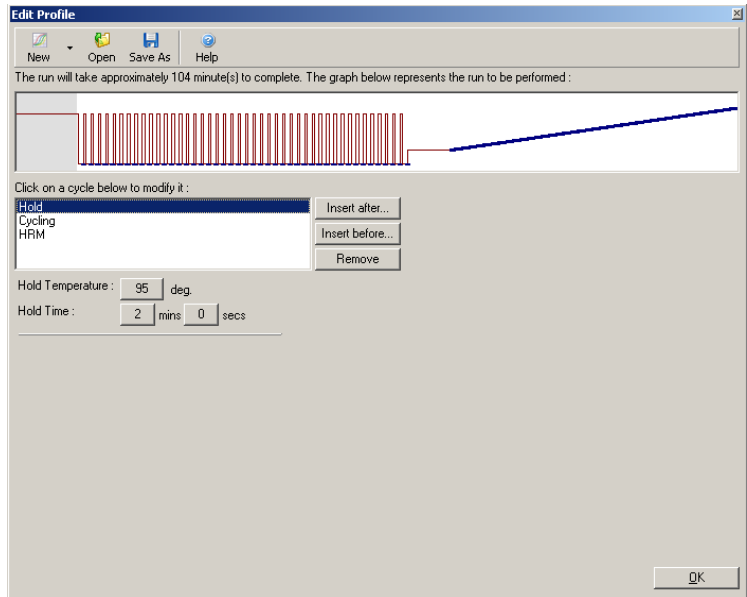 Edit Profile
New Open Save As Help
The run will take approximately 104 minute(s) to complete. The graph below represents the run to be performed :
Click on a cycle below to modify it :
Hold
Cycling
HRM
Insert after...
Insert before...
Remove
Hold Temperature : 95 deg.
Hold Time : 2 mins 0 secs
OK